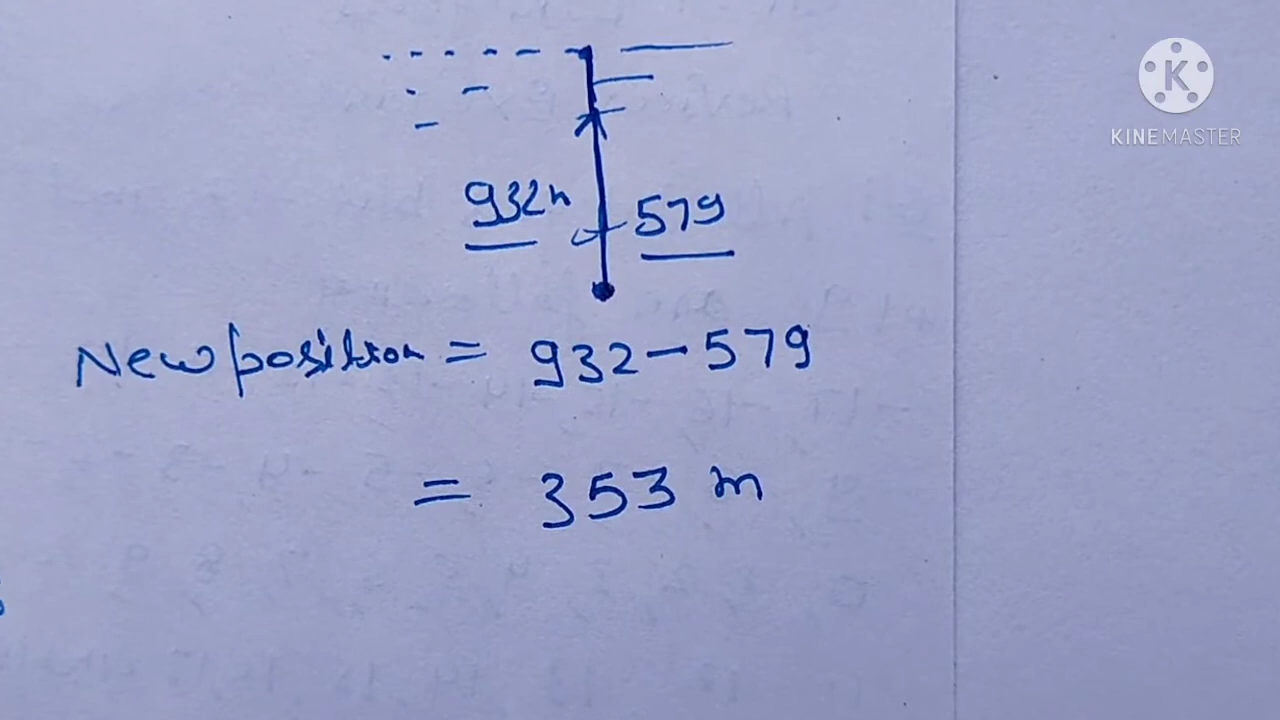 K
KINEMASTER
932m
579
New position = 932 - 579
= 353 m